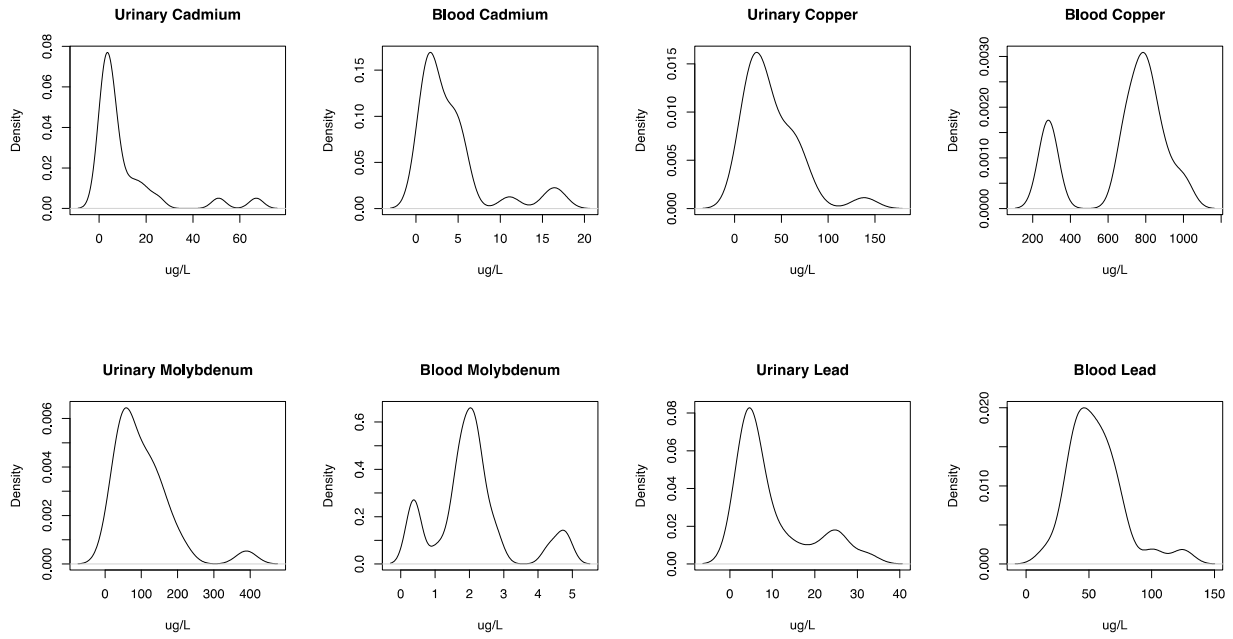 Urinary Cadmium
Density
0.00 0.02 0.04 0.06 0.08
0 20 40 60
ug/L
Blood Cadmium
Density
0.00 0.05 0.10 0.15
0 5 10 15 20
ug/L
Urinary Copper
Density
0.000 0.005 0.010 0.015
0 50 100 150
ug/L
Blood Copper
Density
0.0000 0.0010 0.0020 0.0030
200 400 600 800 1000
ug/L
Urinary Molybdenum
Density
0.000 0.002 0.004 0.006
0 100 200 300 400
ug/L
Blood Molybdenum
Density
0.0 0.2 0.4 0.6
0 1 2 3 4 5
ug/L
Urinary Lead
Density
0.00 0.02 0.04 0.06 0.08
0 10 20 30 40
ug/L
Blood Lead
Density
0.000 0.010 0.020
0 50 100 150
ug/L